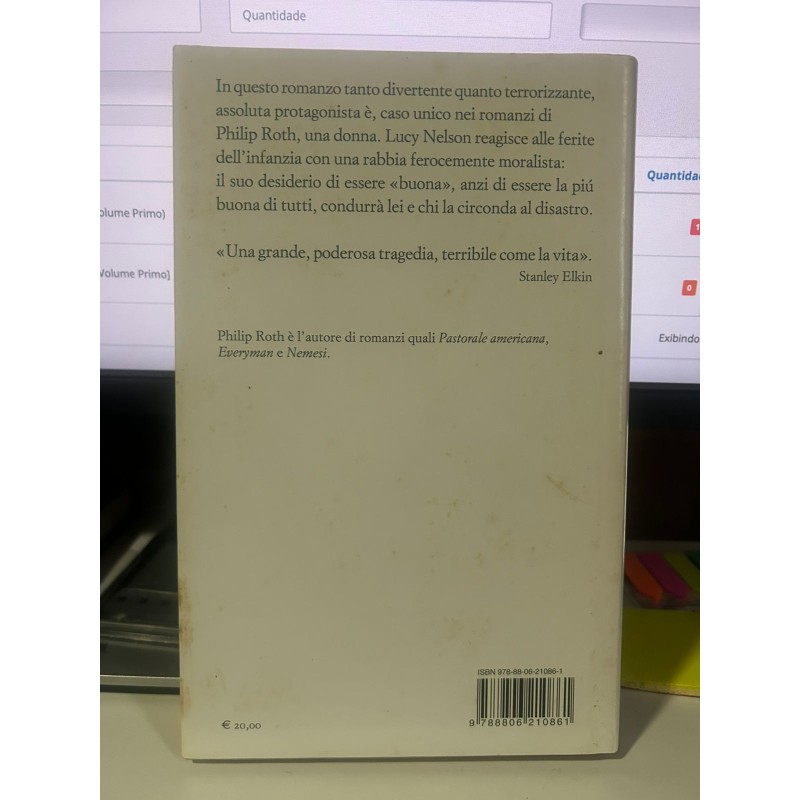 Quantidade
In questo romanzo tanto divertente quanto terrorizzante,
assoluta protagonista è, caso unico nei romanzi di
Philip Roth, una donna. Lucy Nelson reagisce alle ferite
dell'infanzia con una rabbia ferocemente moralista:
il suo desiderio di essere «buona», anzi di essere la piú
buona di tutti, condurrà lei e chi la circonda al disastro.
«Una grande, poderosa tragedia, terribile come la vita».
Stanley Elkin
Philip Roth è l'autore di romanzi quali Pastorale americana,
Everyman e Nemesi.
ISBN 978-88-06-21086-1
9 788806 210861
€ 20,00
Primo)
Volume Primo]
0
Exibindo